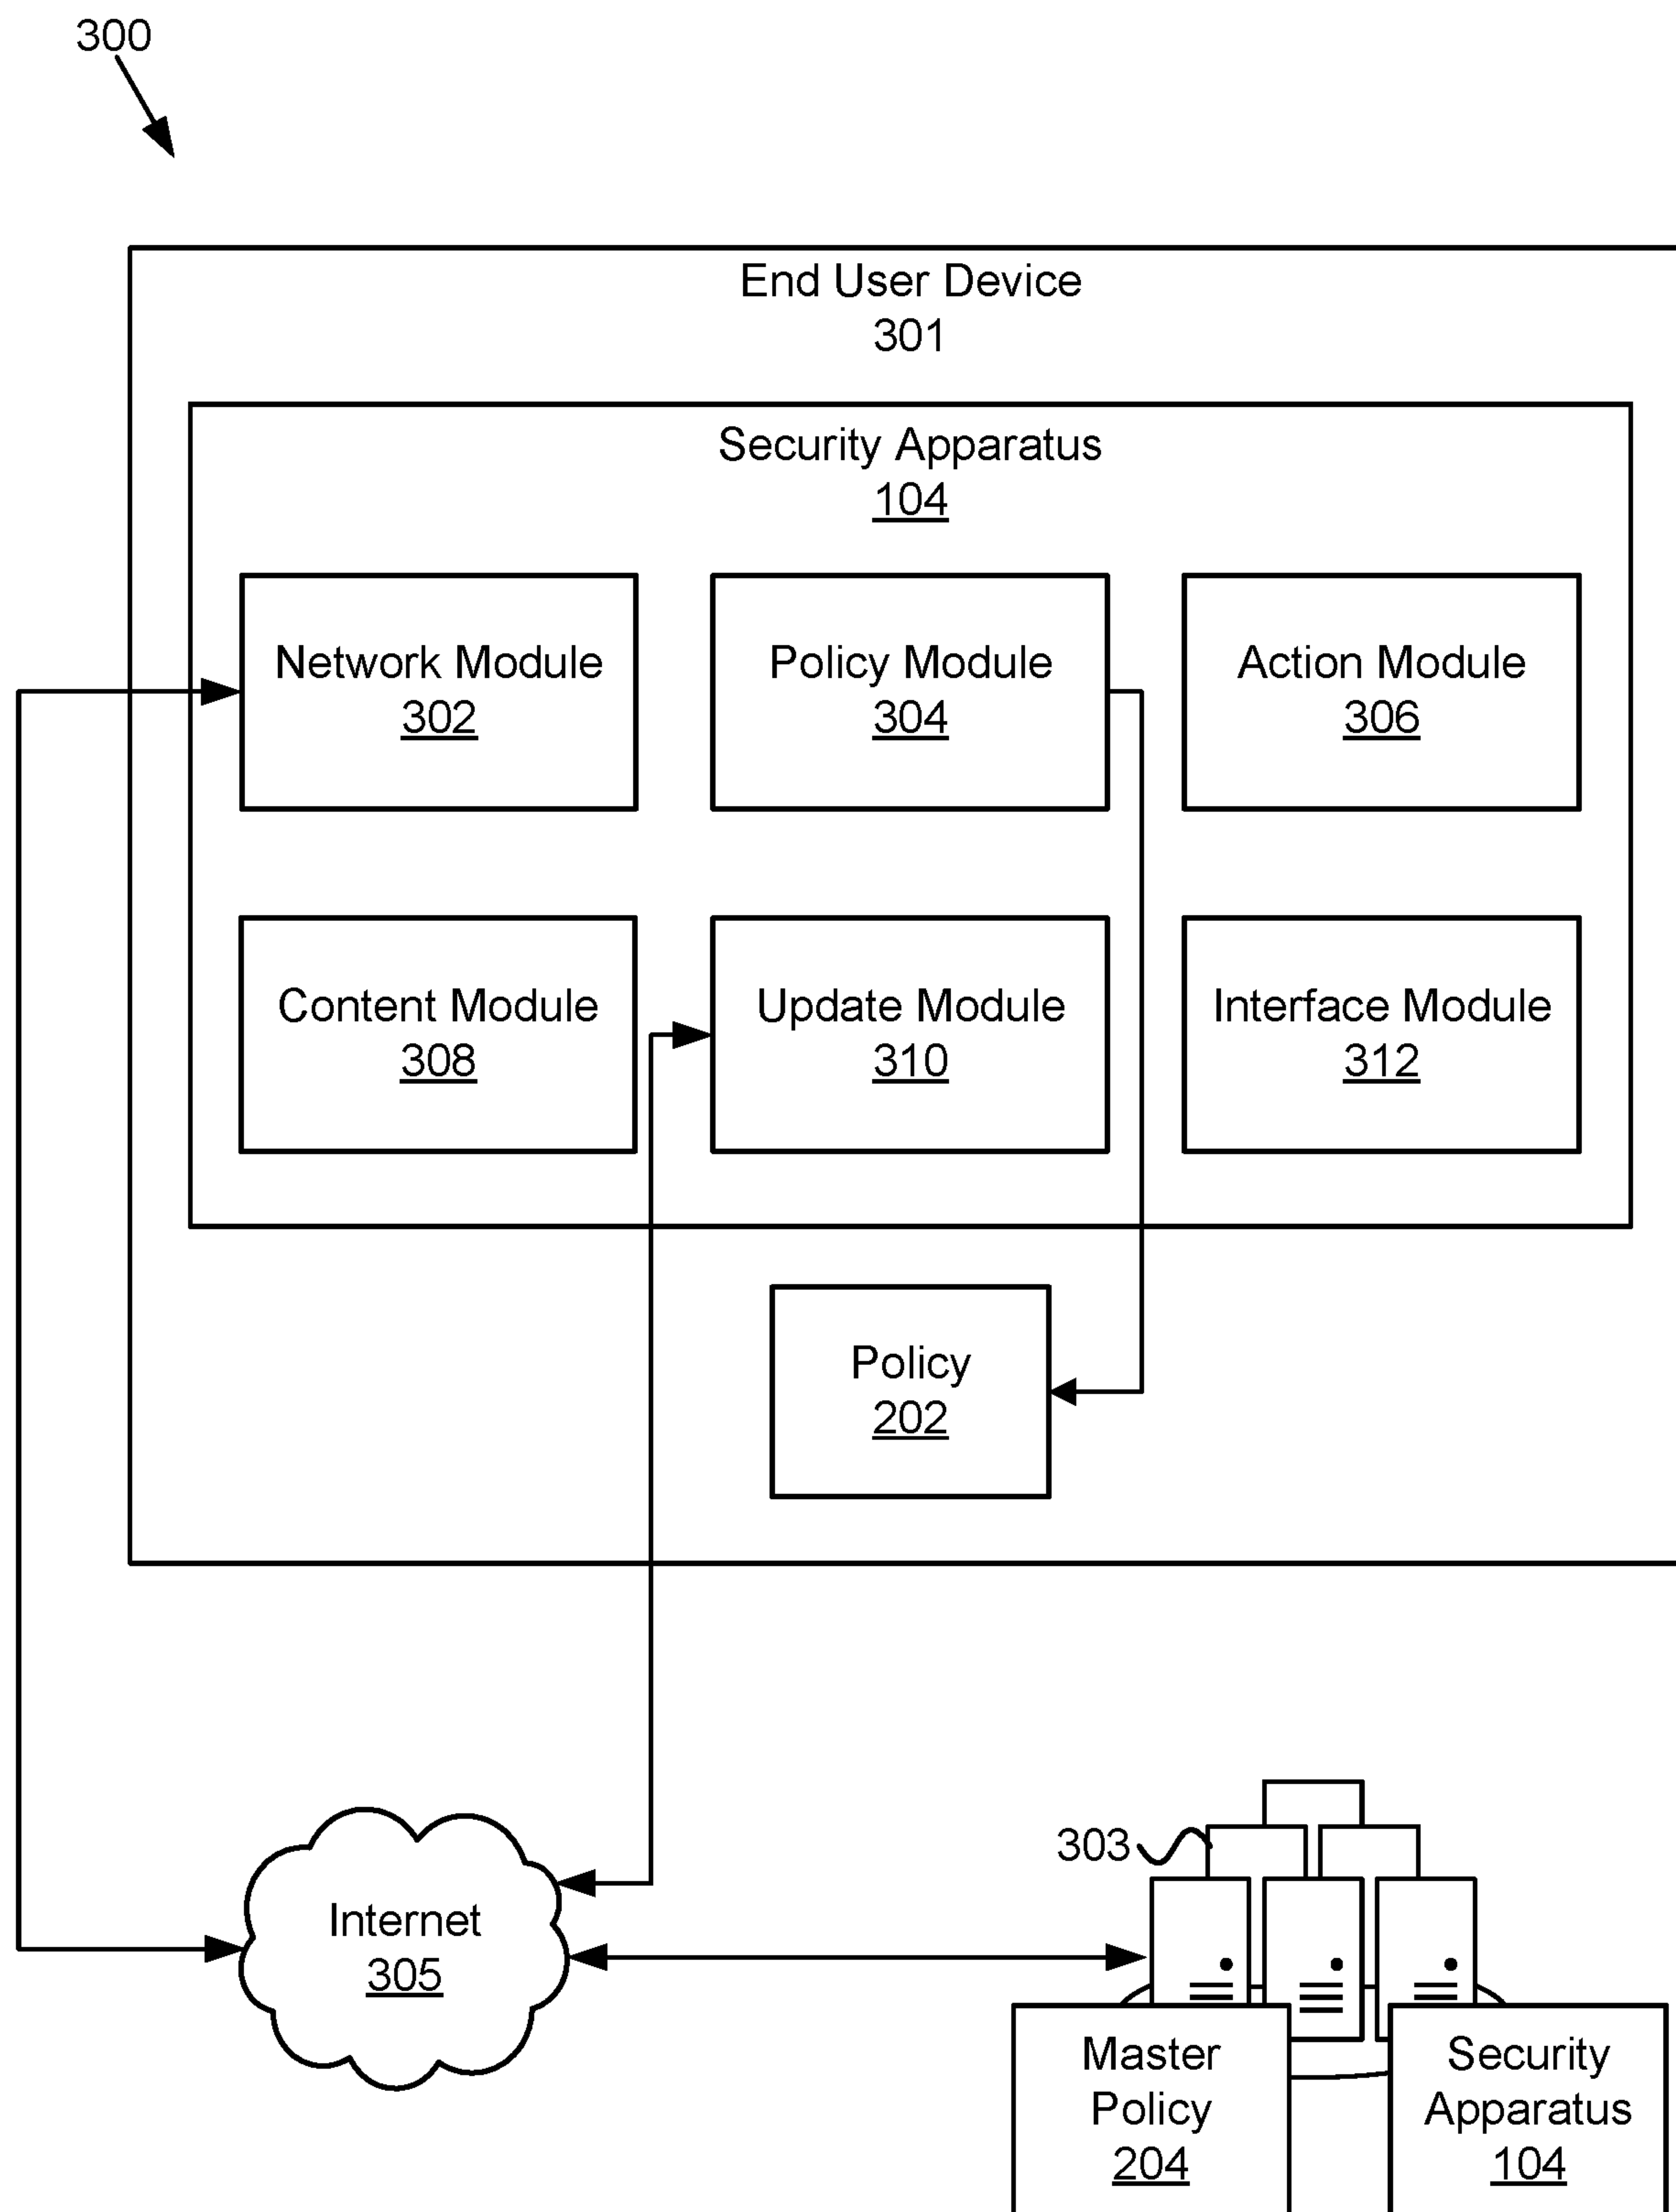 300
End User Device
301
Security Apparatus
104
Network Module
302
Policy Module
304
Action Module
306
Content Module
308
Update Module
310
Interface Module
312
Policy
202
303
Internet
305
Master
Policy
204
Security
Apparatus
104